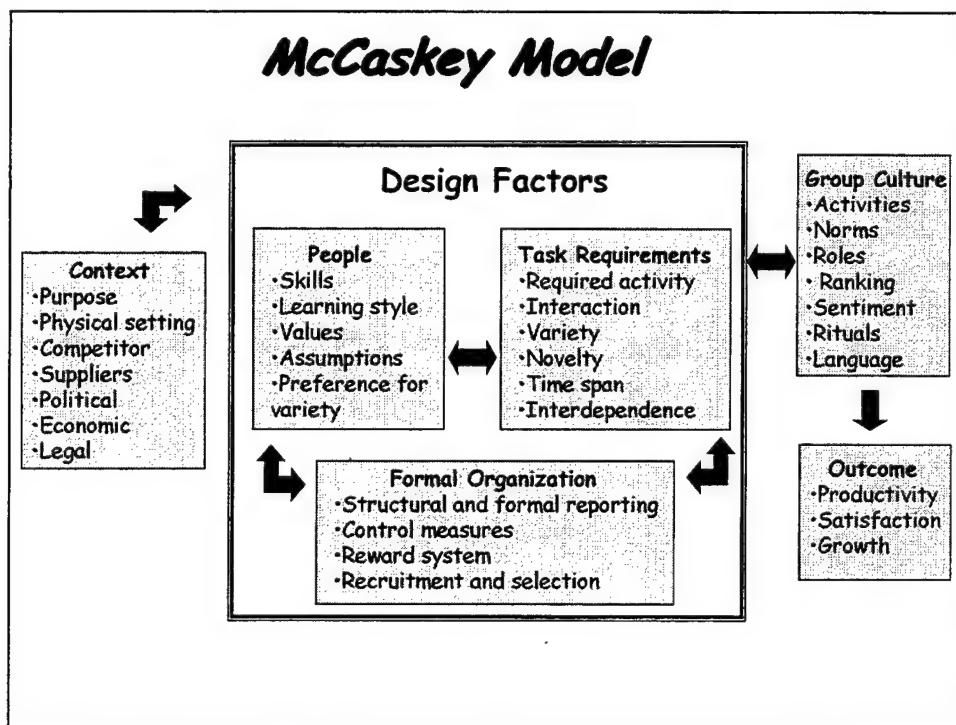 McCaskey Model
Design Factors
Context
•Purpose
•Physical setting
•Competitor
•Suppliers
•Political
•Economic
•Legal
People
•Skills
•Learning style
•Values
•Assumptions
•Preference for
variety
Task Requirements
•Required activity
•Interaction
•Variety
•Novelty
•Time span
•Interdependence
Formal Organization
•Structural and formal reporting
•Control measures
•Reward system
•Recruitment and selection
Group Culture
•Activities
•Norms
•Roles
• Ranking
•Sentiment
•Rituals
•Language
Outcome
•Productivity
•Satisfaction
•Growth